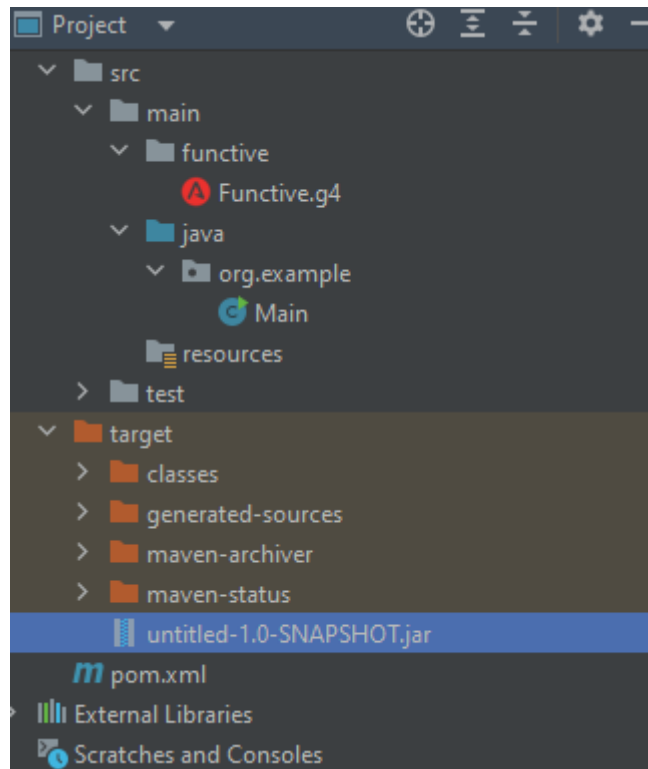 Project
src
main
functive
Functive.g4
java
org.example
Main
resources
test
target
classes
generated-sources
maven-archiver
maven-status
untitled-1.0-SNAPSHOT.jar
pom.xml
External Libraries
Scratches and Consoles